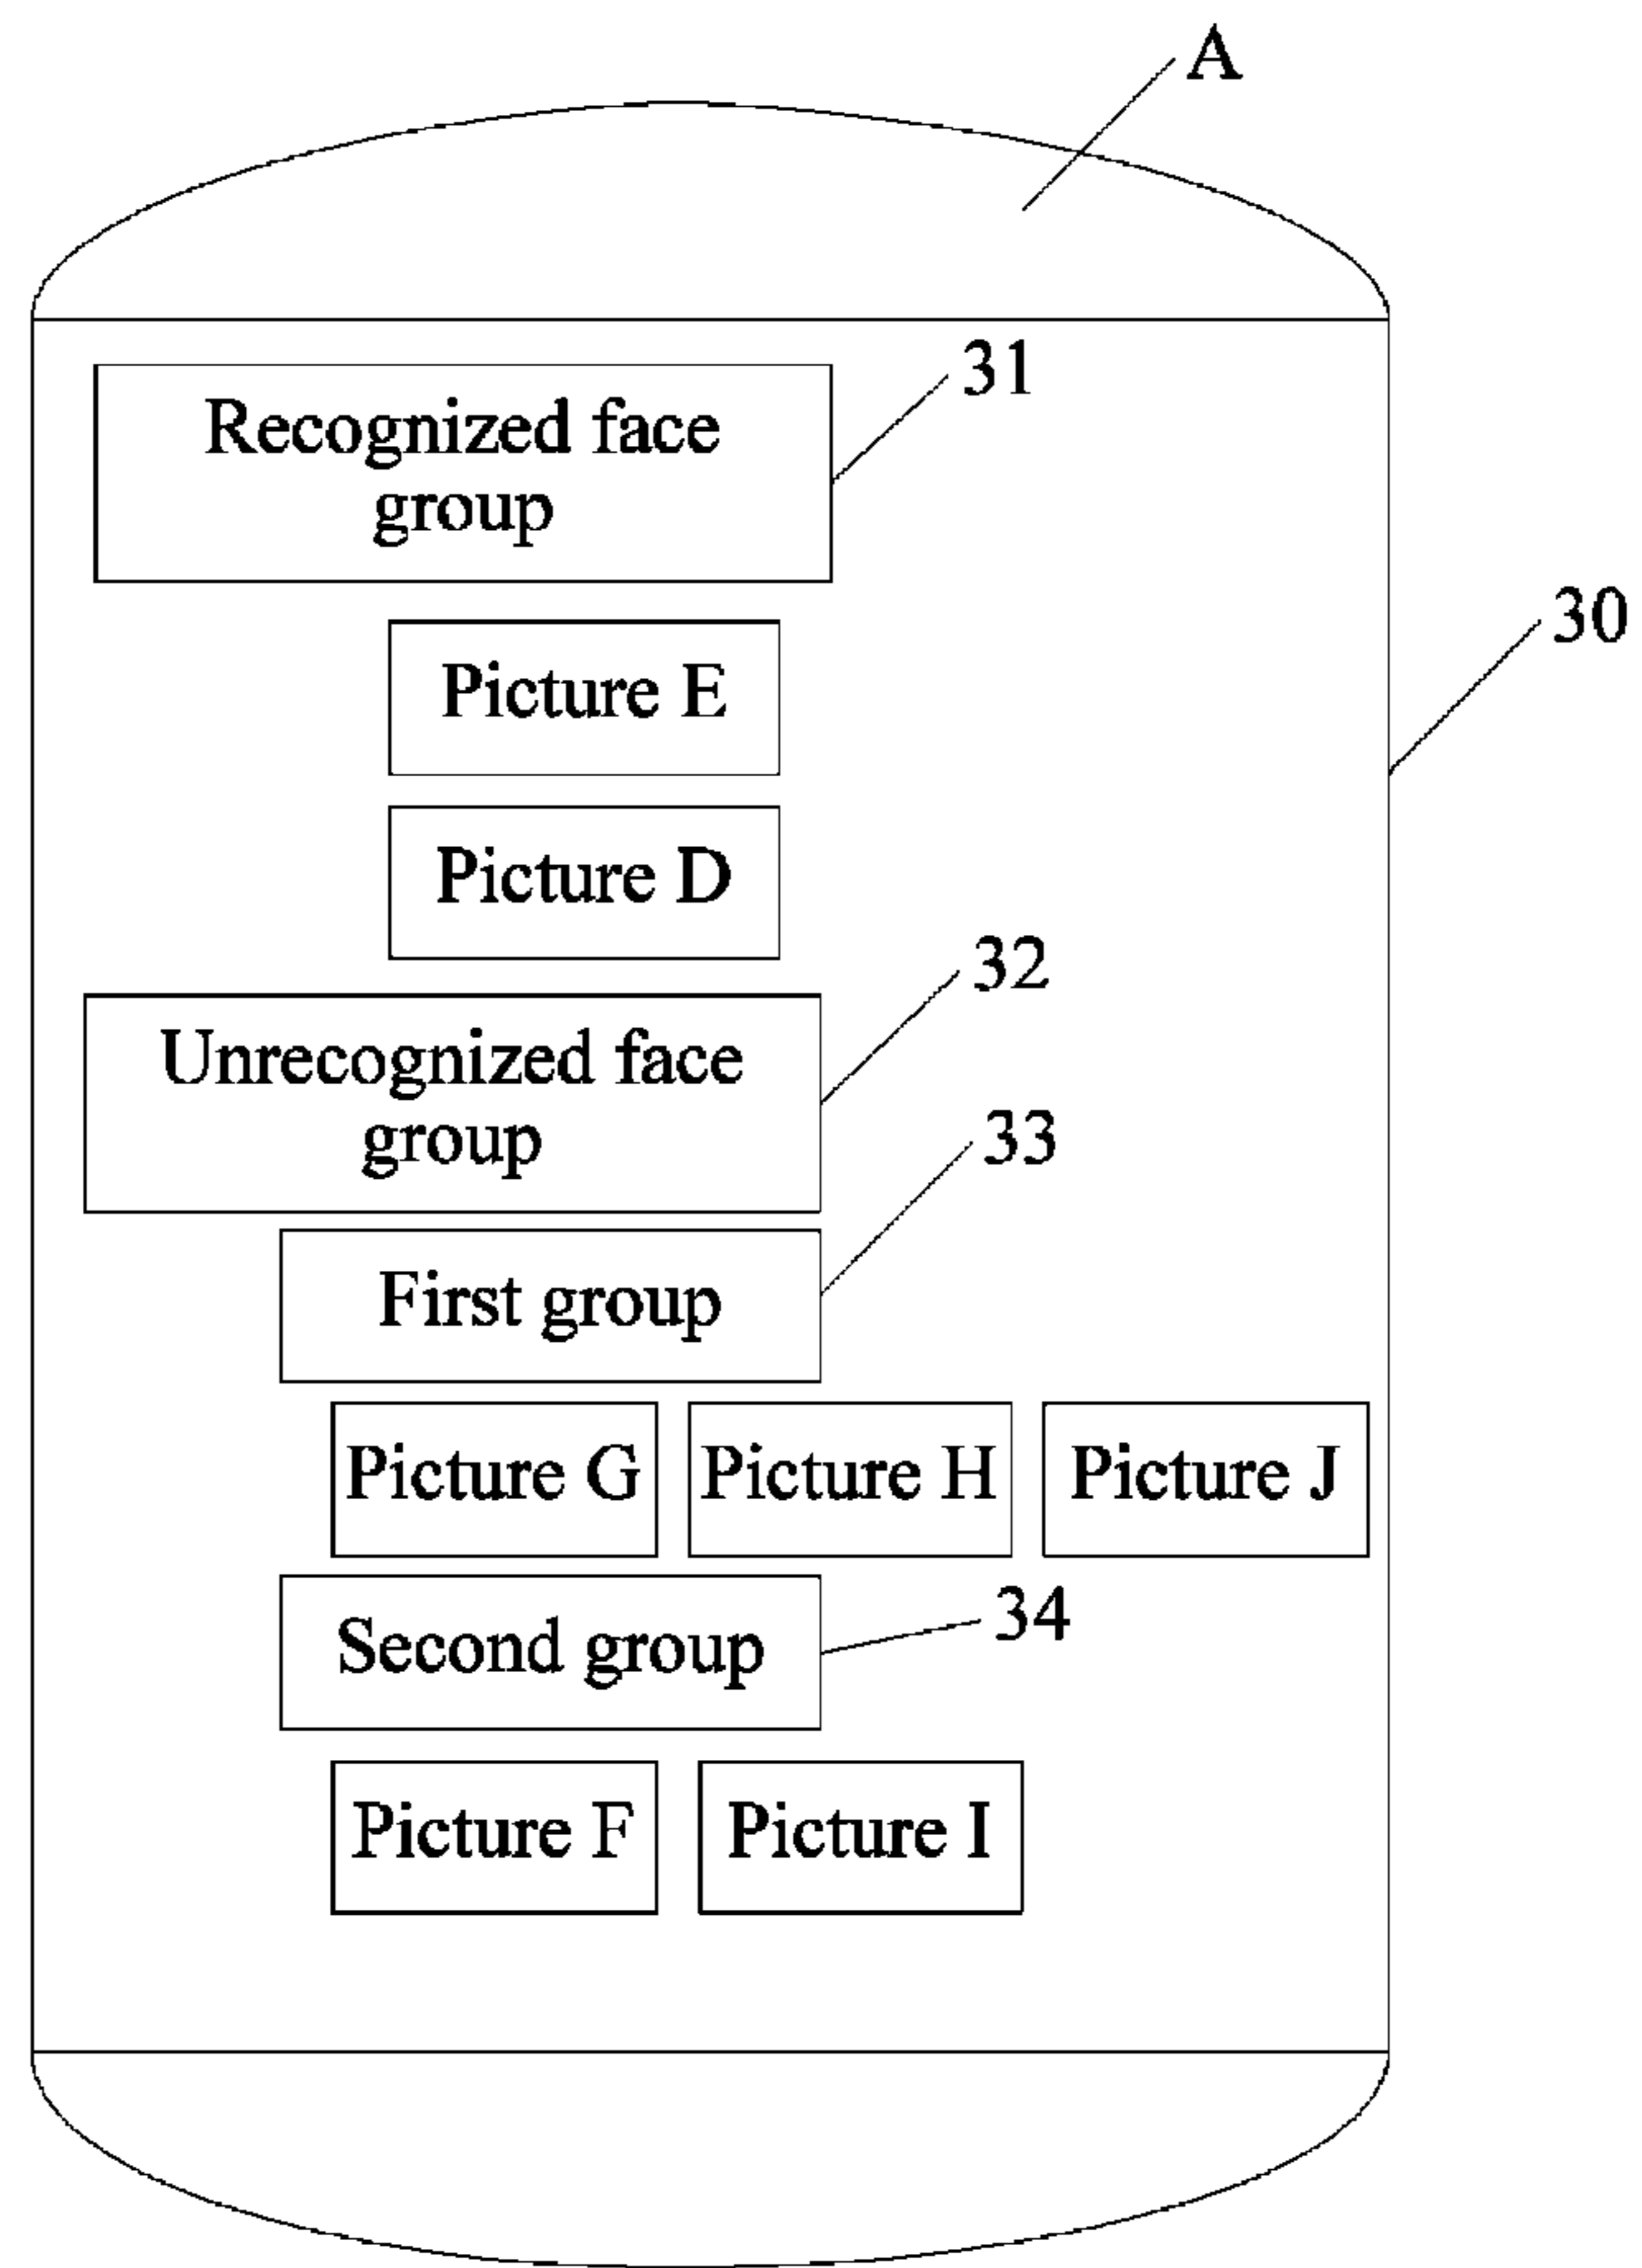 A
Recognized face
group
31
30
Picture E
Picture D
32
Unrecognized face
group
33
First group
Picture G Picture H Picture J
Second group
34
Picture F Picture I